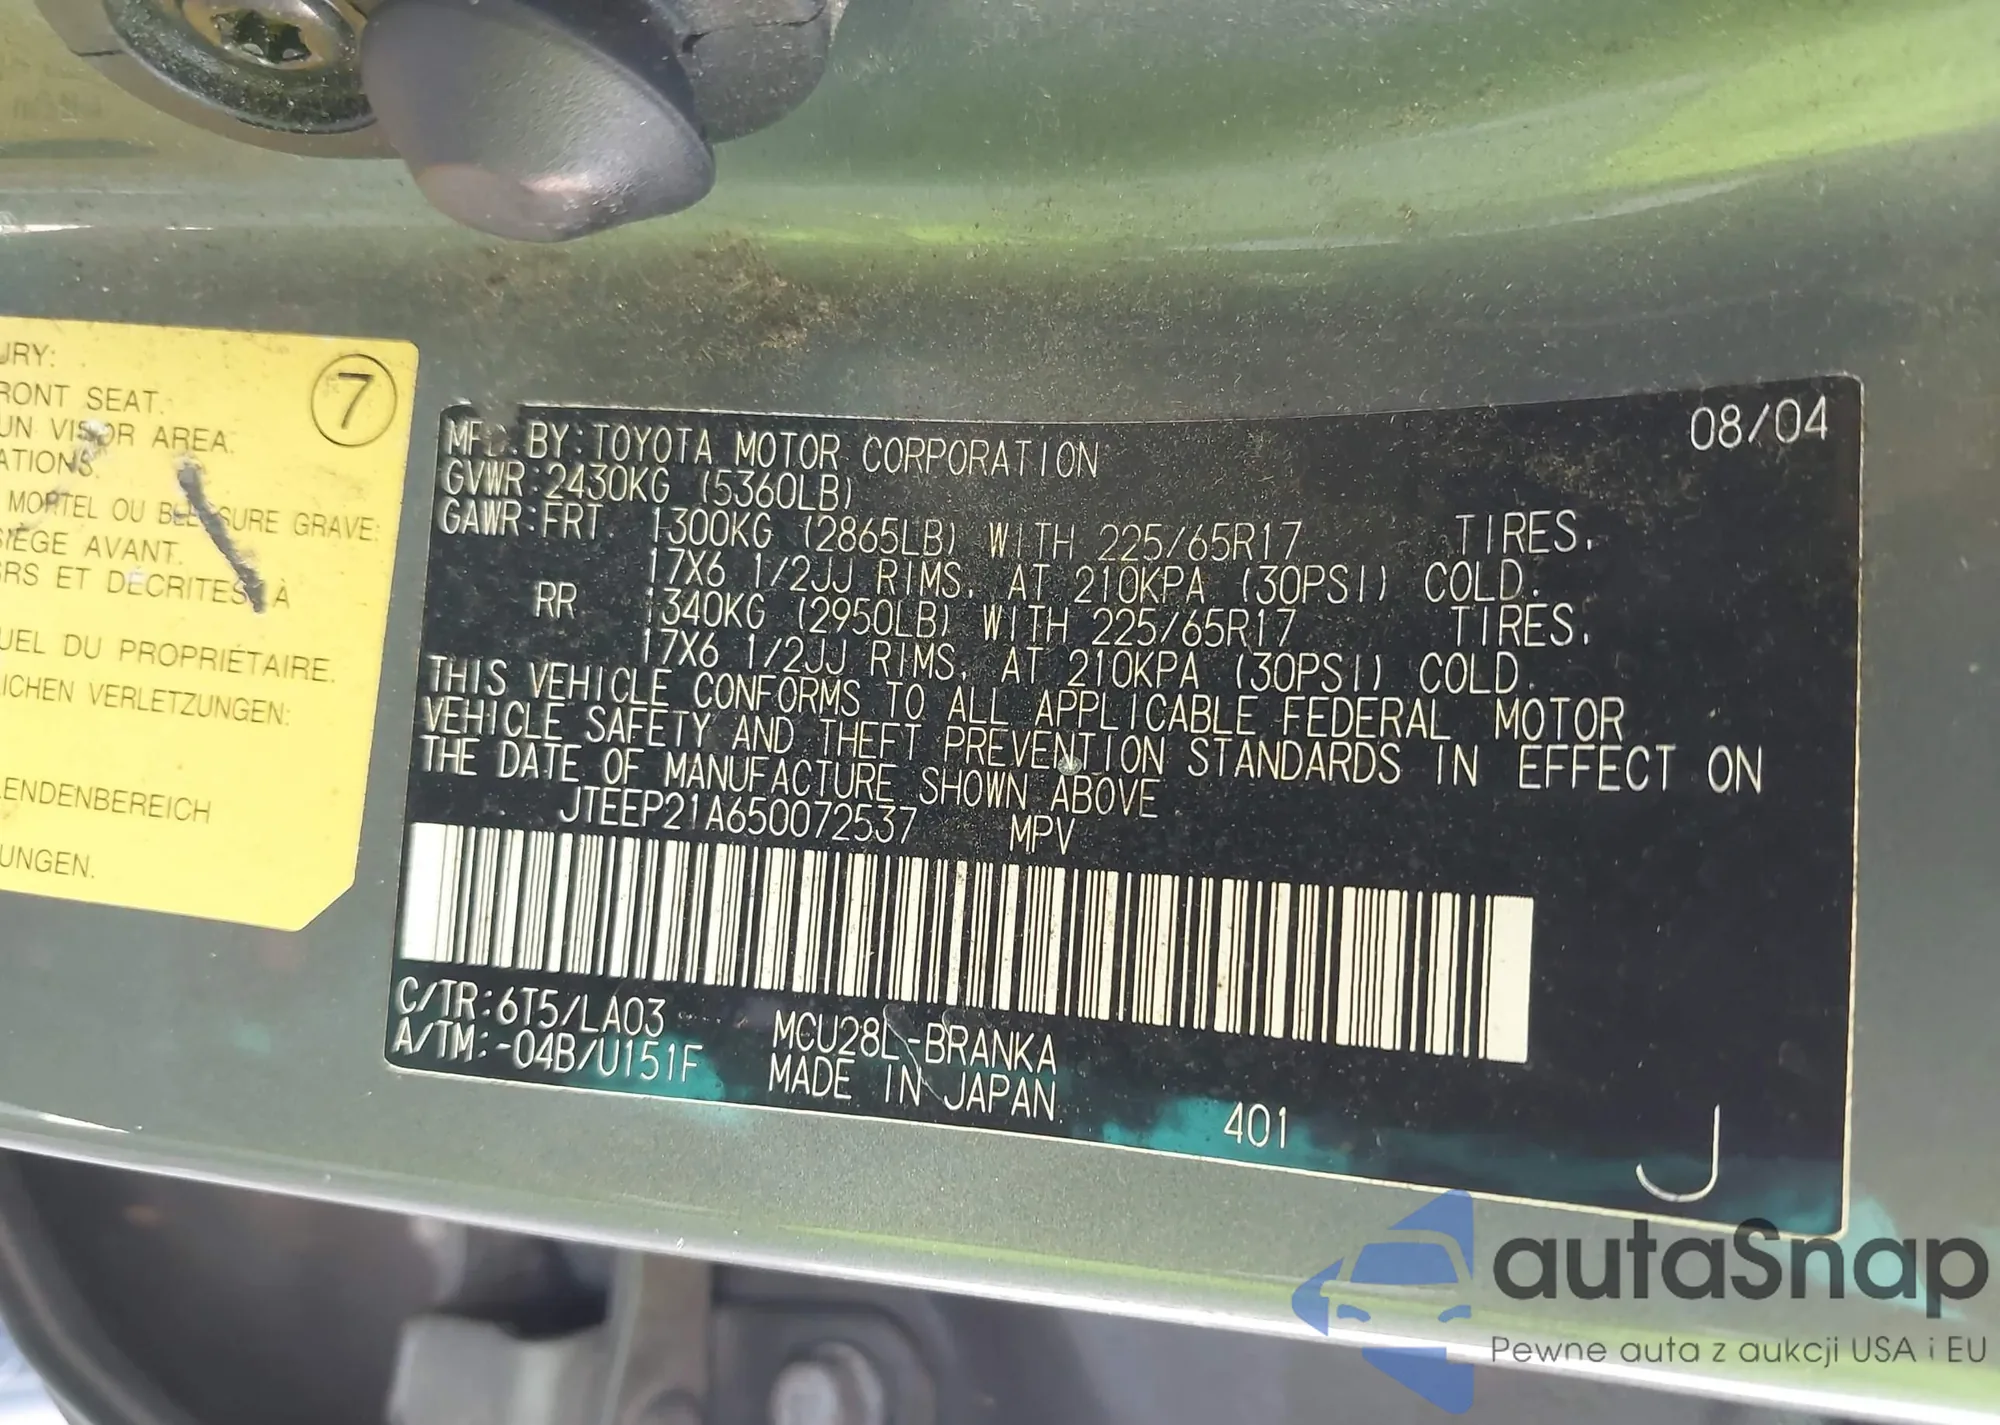 URY:
RONT SEAT.
UN VISOR AREA.
ATIONS.
MORTEL OU BLESSURE GRAVE:
SIÈGE AVANT.
GRS ET DÉCRITES À
UEL DU PROPRIÉTAIRE.
LICHEN VERLETZUNGEN:
LENDENBEREICH
UNGEN.
7
08/04
MFD. BY: TOYOTA MOTOR CORPORATION
GVWR: 2430KG (5360LB)
GAWR: FRT 1300KG (2865LB) WITH 225/65R17 TIRES,
17X6 1/2JJ RIMS, AT 210KPA (30PSI) COLD.
RR 1340KG (2950LB) WITH 225/65R17 TIRES,
17X6 1/2JJ RIMS, AT 210KPA (30PSI) COLD.
THIS VEHICLE CONFORMS TO ALL APPLICABLE FEDERAL MOTOR
VEHICLE SAFETY AND THEFT PREVENTION STANDARDS IN EFFECT ON
THE DATE OF MANUFACTURE SHOWN ABOVE
JTEEP21A650072537 MPV
C/TR: 6T5/LA03 MCU28L-BRANKA
A/TM: -04B/U151F MADE IN JAPAN
401
J
autaSnap
Pewne auta z aukcji USA i EU